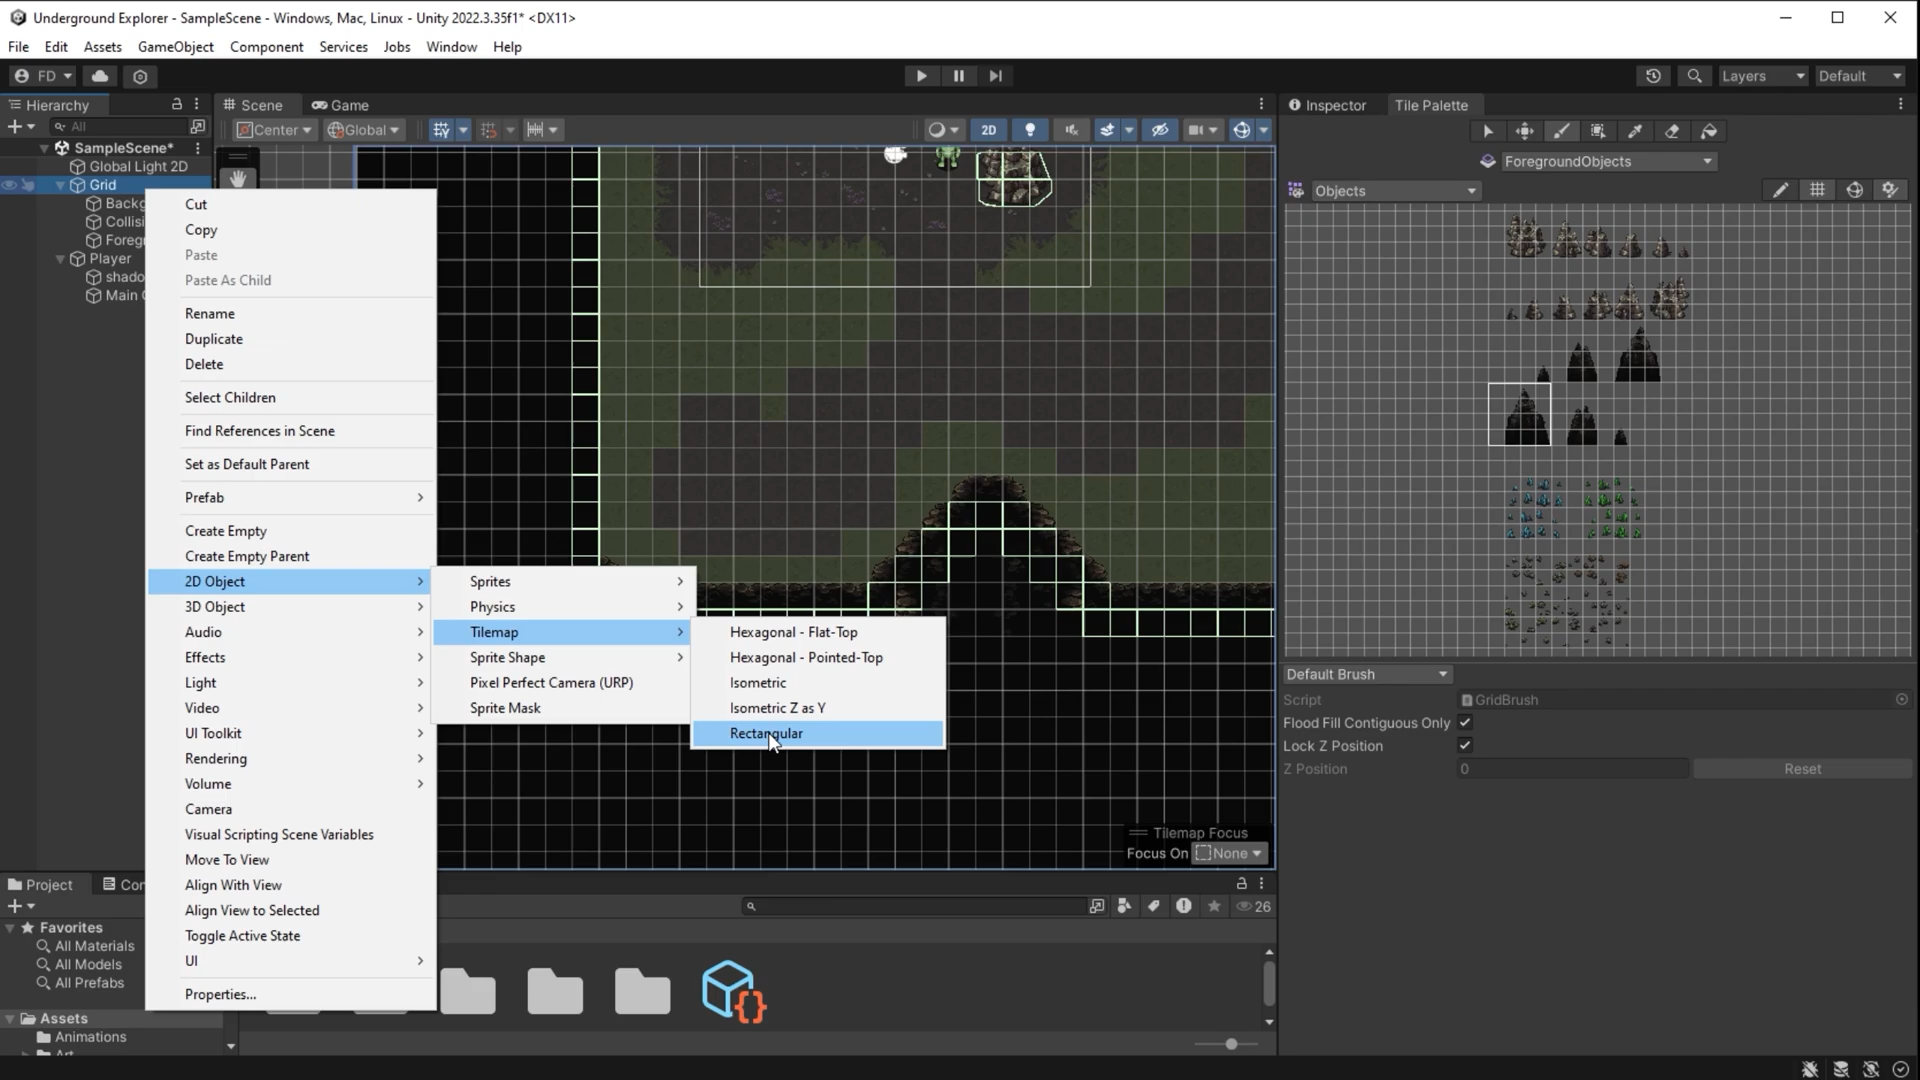 Underground Explorer - SampleScene - Windows, Mac, Linux - Unity 2022.3.35f1* <DX11>
File Edit Assets GameObject Component Services Jobs Window Help
FD
Layers Default
Hierarchy
Scene Game
Inspector Tile Palette
All
Center Global
2D
SampleScene*
Global Light 2D
Grid
Backg
Collisi
Foregr
Player
shado
Main C
Cut
Copy
Paste
Paste As Child
Rename
Duplicate
Delete
Select Children
Find References in Scene
Set as Default Parent
Prefab
Create Empty
Create Empty Parent
2D Object
3D Object
Audio
Effects
Light
Video
UI Toolkit
Rendering
Volume
Camera
Visual Scripting Scene Variables
Move To View
Align With View
Align View to Selected
Toggle Active State
UI
Properties...
Sprites
Physics
Tilemap
Sprite Shape
Pixel Perfect Camera (URP)
Sprite Mask
Hexagonal - Flat-Top
Hexagonal - Pointed-Top
Isometric
Isometric Z as Y
Rectangular
Tilemap Focus
Focus On None
ForegroundObjects
Objects
Default Brush
Script GridBrush
Flood Fill Contiguous Only
Lock Z Position
Z Position 0 Reset
Project Con
26
Favorites
All Materials
All Models
All Prefabs
Assets
Animations